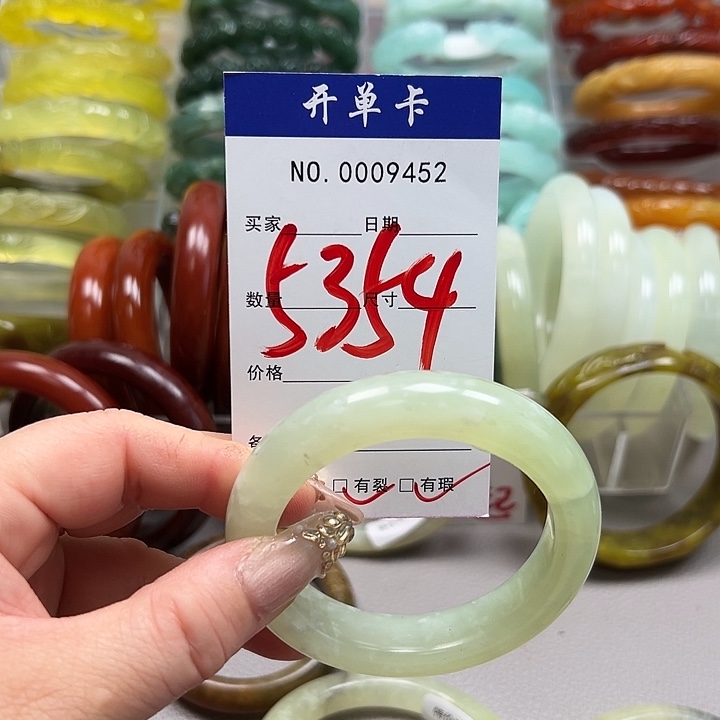 开单卡
NO. 0009452
买家 日期
5354
数量 尺寸
价格
□有裂 □有瑕